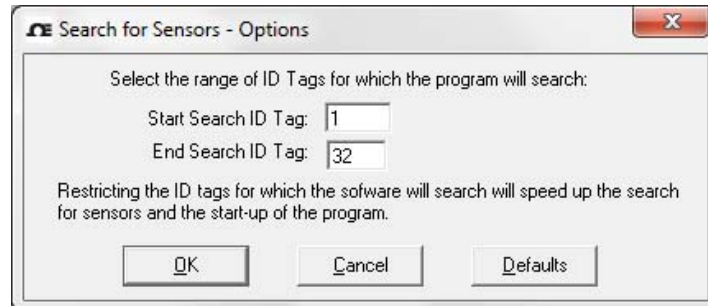 Search for Sensors - Options
Select the range of ID Tags for which the program will search:
Start Search ID Tag: 1
End Search ID Tag: 32
Restricting the ID tags for which the sofware will search will speed up the search
for sensors and the start-up of the program.
OK Cancel Defaults